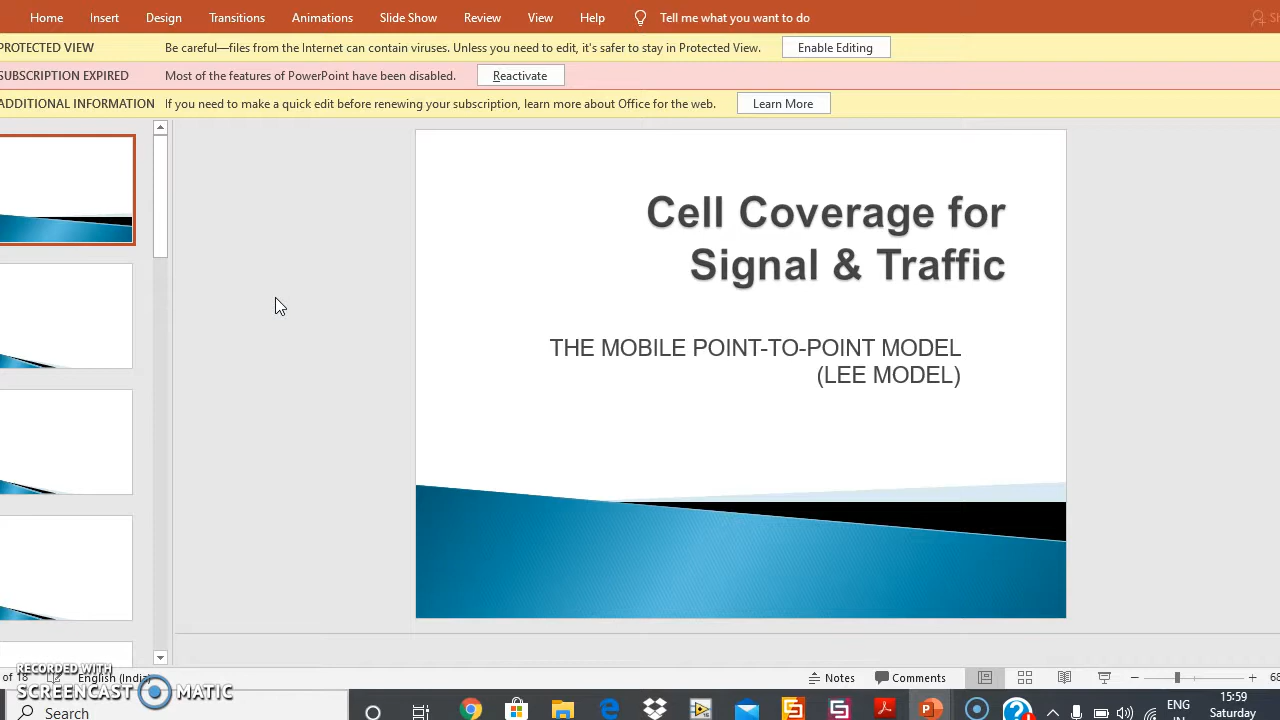 Home Insert Design Transitions Animations Slide Show Review View Help Tell me what you want to do
PROTECTED VIEW Be careful—files from the Internet can contain viruses. Unless you need to edit, it's safer to stay in Protected View. Enable Editing
SUBSCRIPTION EXPIRED Most of the features of PowerPoint have been disabled. Reactivate
ADDITIONAL INFORMATION If you need to make a quick edit before renewing your subscription, learn more about Office for the web. Learn More
Cell Coverage for
Signal & Traffic
THE MOBILE POINT-TO-POINT MODEL
(LEE MODEL)
RECORDED WITH
SCREENCAST MATIC
of 18 English (India) Notes Comments
Search
15:59
ENG
Saturday